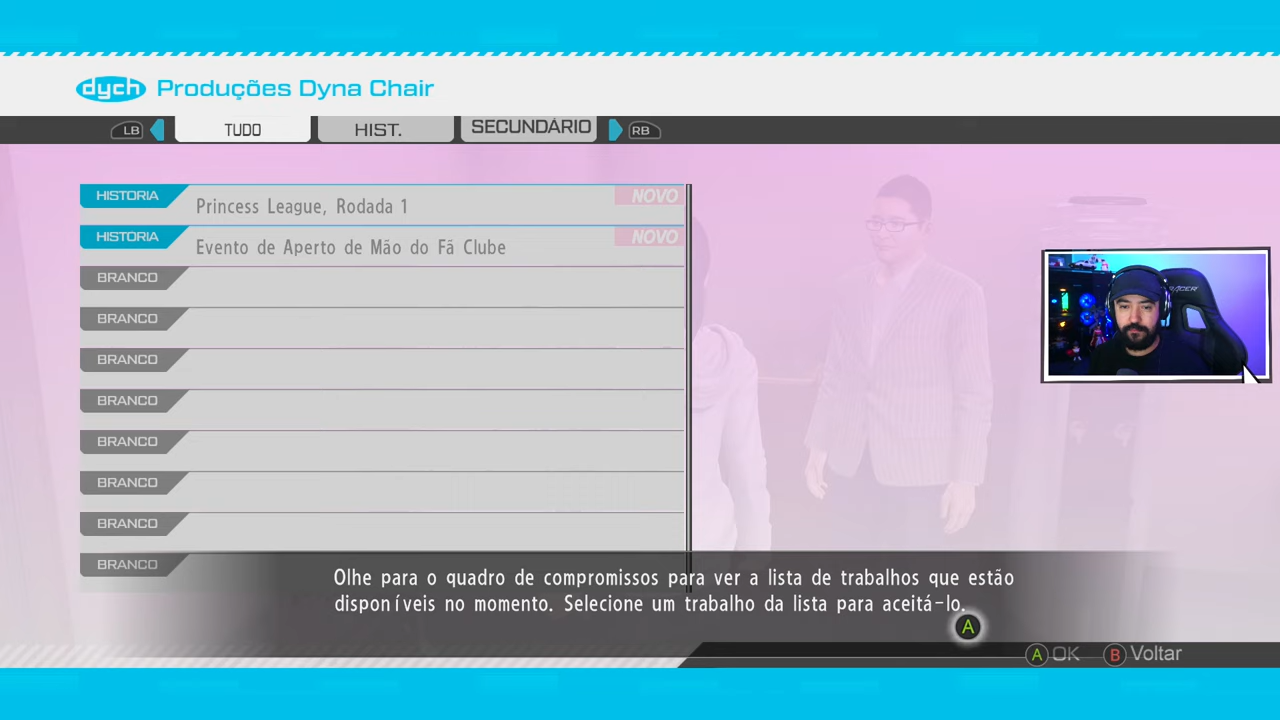 dych Produções Dyna Chair
LB TUDO HIST. SECUNDÁRIO RB
HISTORIA Princess League, Rodada 1 NOVO
HISTORIA Evento de Aperto de Mão do Fã Clube NOVO
BRANCO
BRANCO
BRANCO
BRANCO
BRANCO
BRANCO
BRANCO
BRANCO
Olhe para o quadro de compromissos para ver a lista de trabalhos que estão
disponíveis no momento. Selecione um trabalho da lista para aceitá-lo.
A
A OK B Voltar